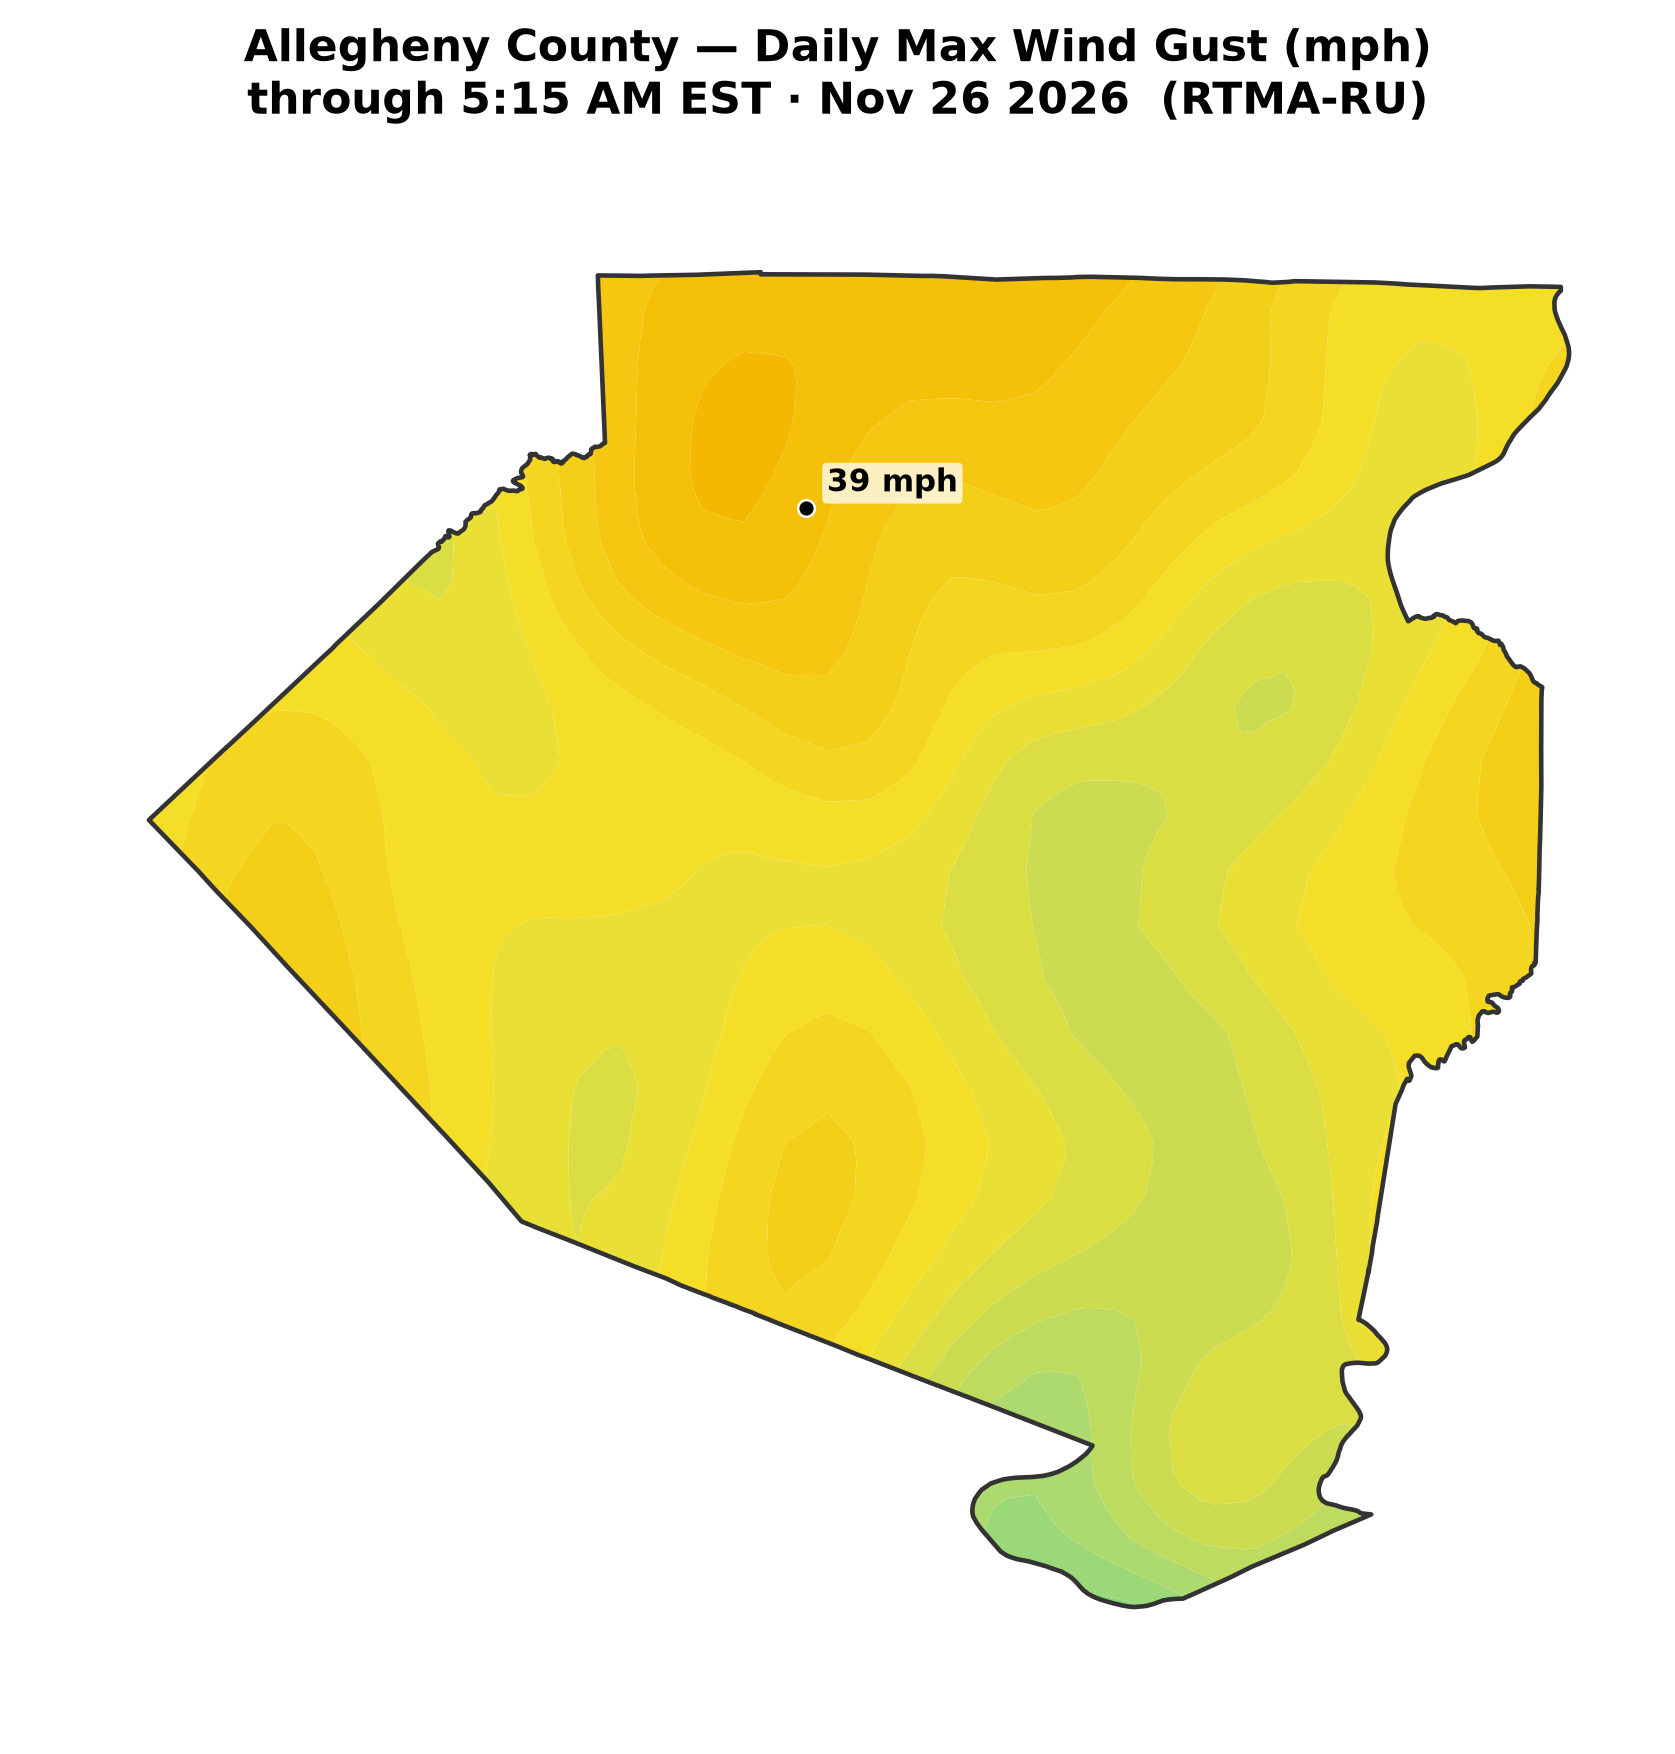 Allegheny County — Daily Max Wind Gust (mph)
through 5:15 AM EST · Nov 26 2026 (RTMA-RU)
39 mph